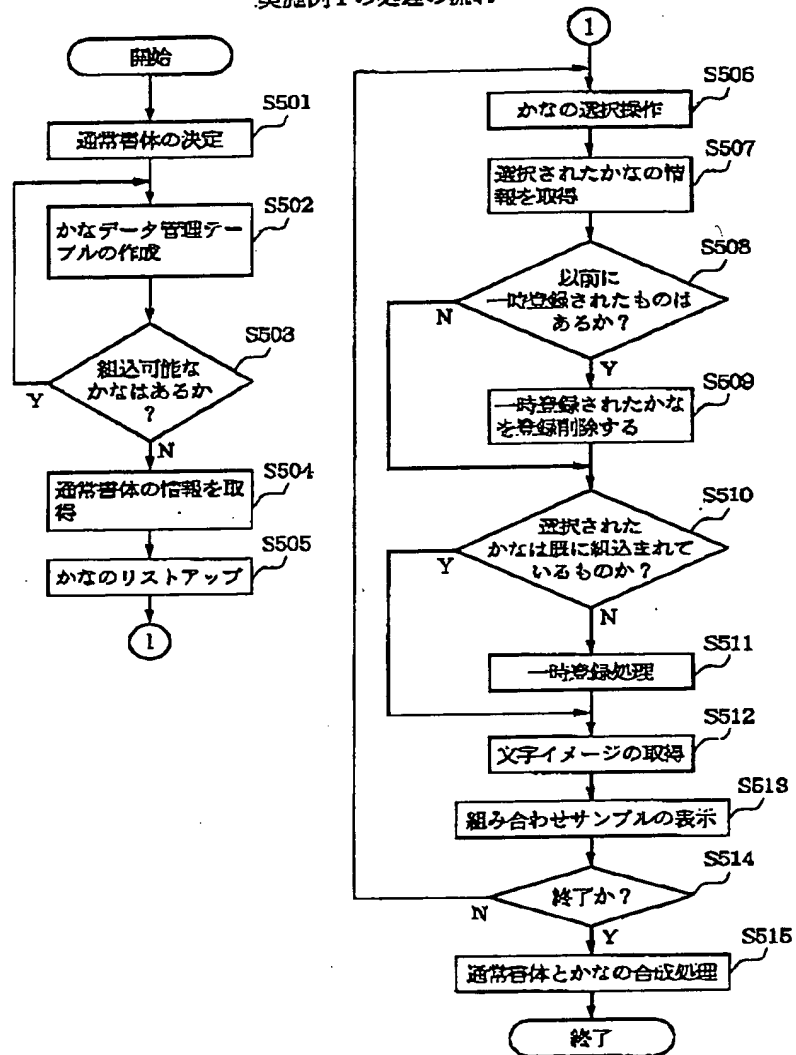 開始
S501
通常書体の決定
S502
かなデータ管理テー
ブルの作成
S503
組込可能な
かなはあるか
?
Y
N
S504
通常書体の情報を取
得
S505
かなのリストアップ
1
1
S506
かなの選択操作
S507
選択されたかなの情
報を取得
S508
以前に
一時登録されたものは
あるか?
N
Y
S509
一時登録されたかな
を登録削除する
S510
選択された
かなは既に組込まれて
いるものか?
Y
N
S511
一時登録処理
S512
文字イメージの取得
S513
組み合わせサンプルの表示
S514
終了か?
N
Y
S515
通常書体とかなの合成処理
終了